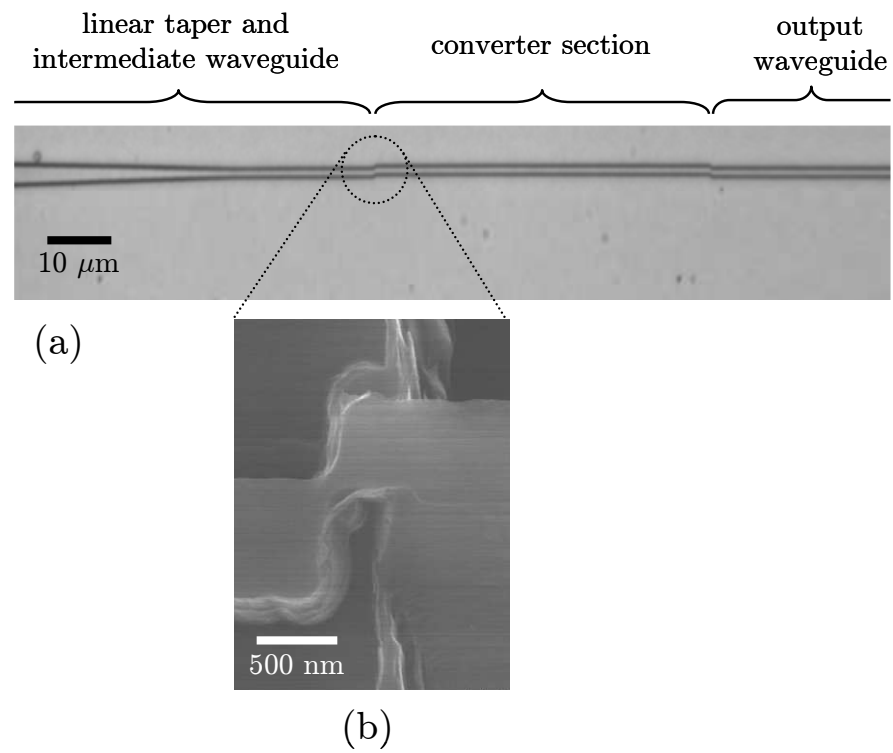 linear taper and
intermediate waveguide
converter section
output
waveguide
10 μm
(a)
500 nm
(b)